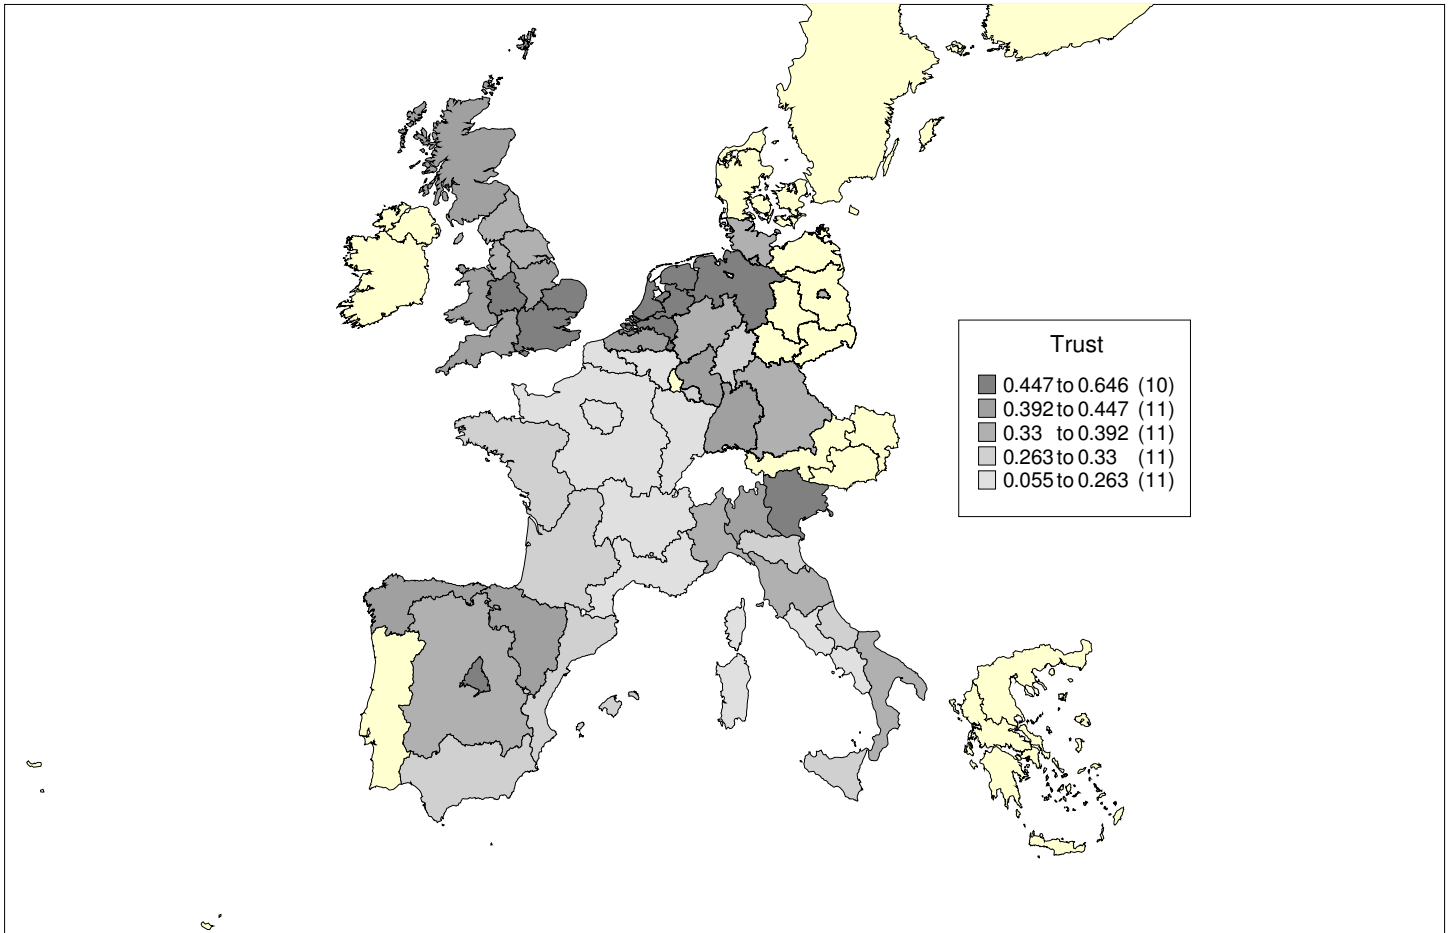 Trust
0.447 to 0.646 (10)
0.392 to 0.447 (11)
0.33 to 0.392 (11)
0.263 to 0.33 (11)
0.055 to 0.263 (11)